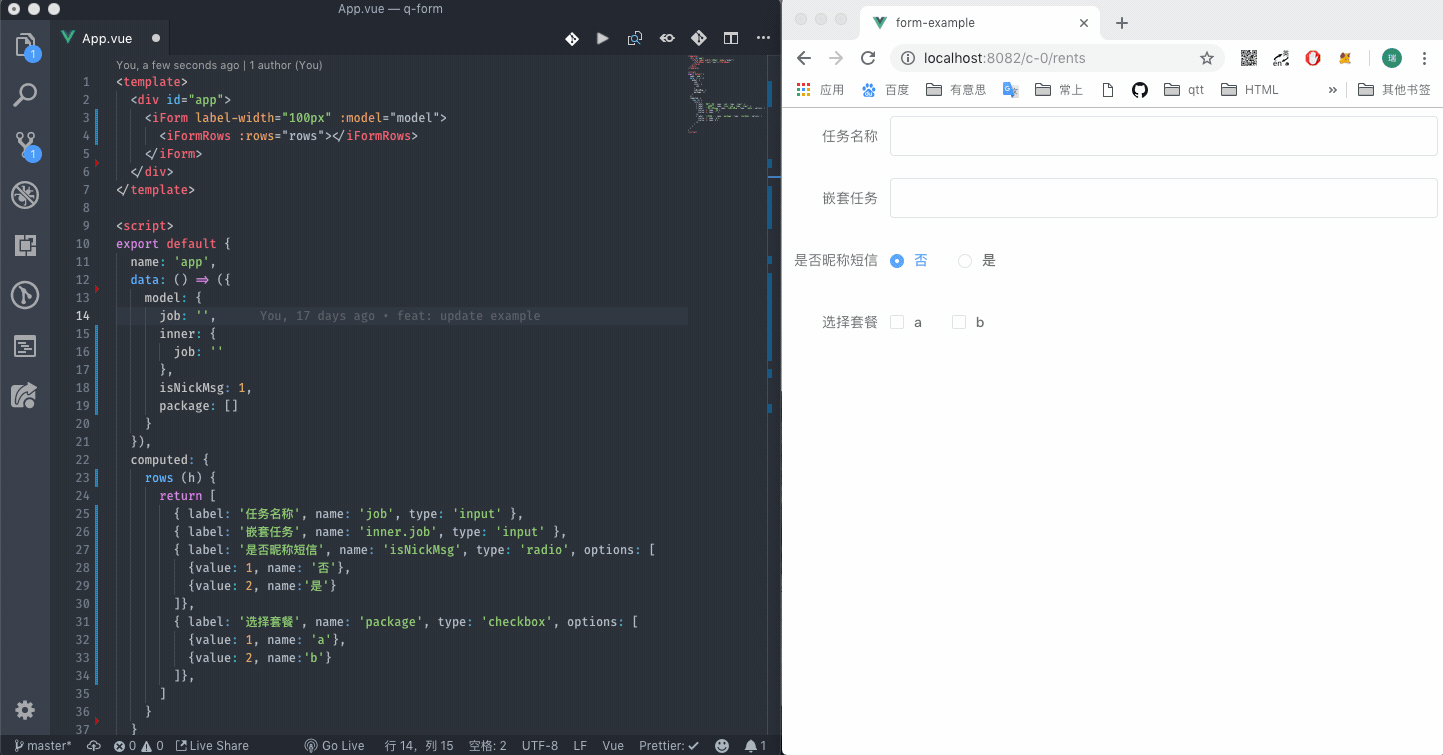 App.vue — q-form
App.vue
You, a few seconds ago | 1 author (You)
1 <template>
2 <div id="app">
3 <iForm label-width="100px" :model="model">
4 <iFormRows :rows="rows"></iFormRows>
5 </iForm>
6 </div>
7 </template>
8
9 <script>
10 export default {
11 name: 'app',
12 data: () => ({
13 model: {
14 job: '', You, 17 days ago • feat: update example
15 inner: {
16 job: ''
17 },
18 isNickMsg: 1,
19 package: []
20 }
21 }),
22 computed: {
23 rows (h) {
24 return [
25 { label: '任务名称', name: 'job', type: 'input' },
26 { label: '嵌套任务', name: 'inner.job', type: 'input' },
27 { label: '是否昵称短信', name: 'isNickMsg', type: 'radio', options: [
28 {value: 1, name: '否'},
29 {value: 2, name:'是'}
30 ]},
31 { label: '选择套餐', name: 'package', type: 'checkbox', options: [
32 {value: 1, name: 'a'},
33 {value: 2, name:'b'}
34 ]},
35 ]
36 }
37 }
1
1
master* 0 0 Live Share Go Live 行 14，列 15 空格: 2 UTF-8 LF Vue Prettier: ✓ 1
form-example
localhost:8082/c-0/rents
瑞
应用 百度 有意思 常上 qtt HTML » 其他书签
任务名称
嵌套任务
是否昵称短信 否 是
选择套餐 a b